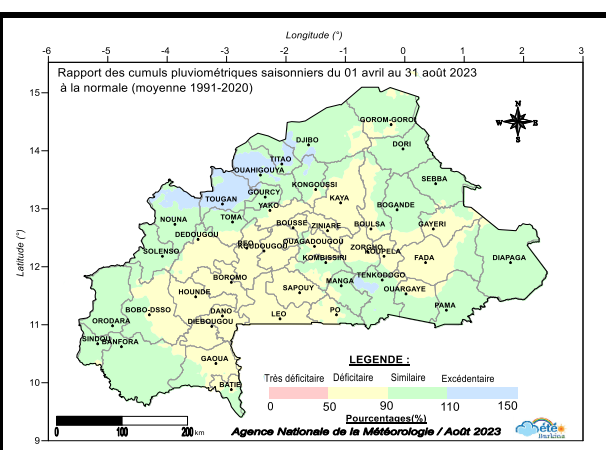 Longitude (°)
-6 -5 -4 -3 -2 -1 0 1 2 3
Rapport des cumuls pluviométriques saisonniers du 01 avril au 31 août 2023
à la normale (moyenne 1991-2020)
15
14
13
12
11
10
9
Latitude (°)
N
W E
S
GOROM-GOROM
DJIBO
DORI
TITAO
OUAHIGOUYA
SEBBA
KONGOUSSI
GOURCY
KAYA
TOUGAN
YAKO
BOGANDE
NOUNA
TOMA
BOUSSE
ZINIARE
BOULSA
GAYERI
DEDOUGOU
KOUDOUGOU
OUAGADOUGOU
ZORGHO
SOLENSO
KOMBISSIRI
KOUPELA
FADA
DIAPAGA
BOROMO
TENKODOGO
MANGA
HOUNDE
SAPOUY
OUARGAYE
PAMA
BOBO-DSSO
DANO
LEO
PO
ORODARA
DIEBOUGOU
SINDOU
BANFORA
GAOUA
BATIE
LEGENDE :
Très déficitaire Déficitaire Similaire Excédentaire
0 50 90 110 150
Pourcentages(%)
0 100 200 km
Agence Nationale de la Météorologie / Août 2023
été